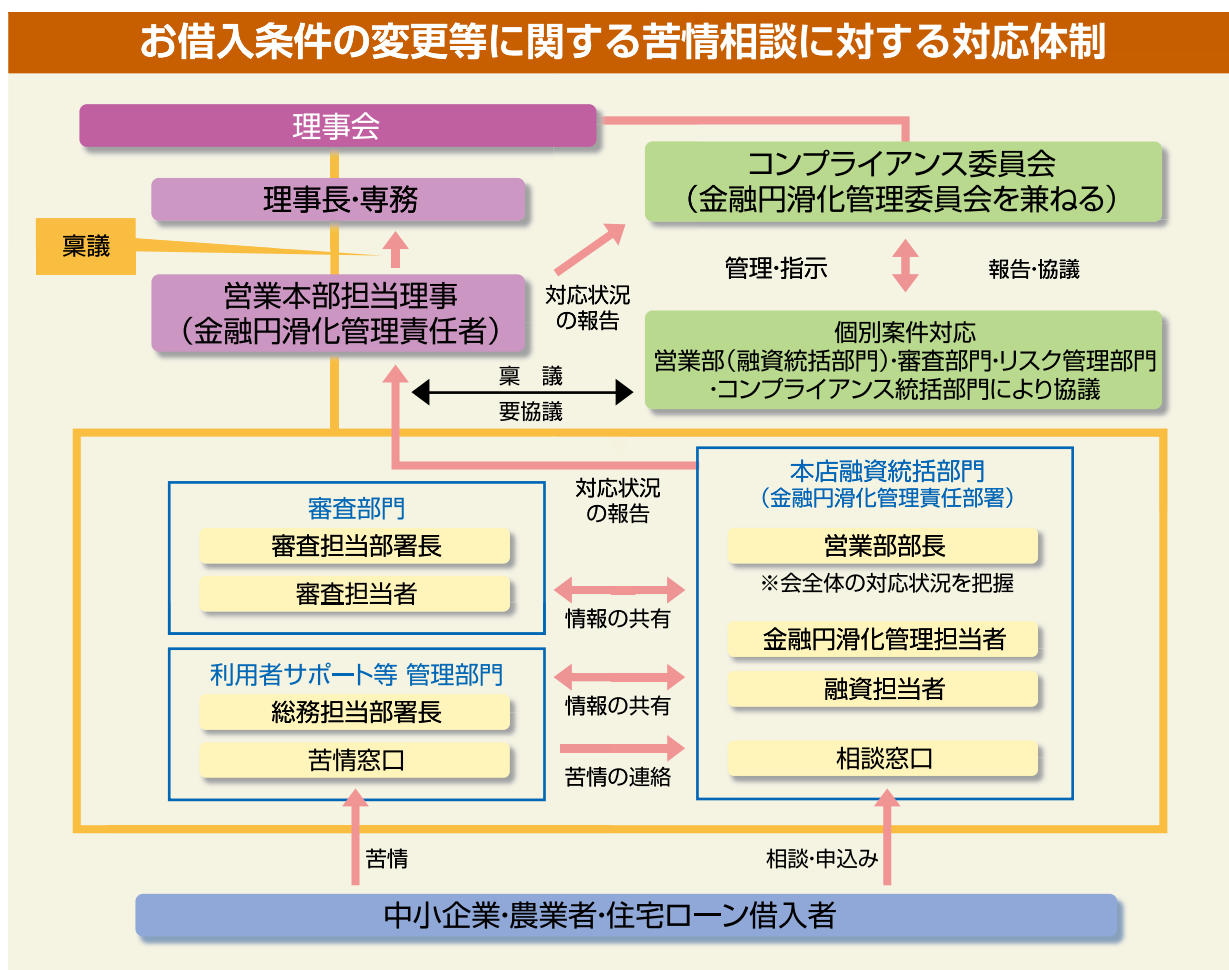 お借入条件の変更等に関する苦情相談に対する対応体制
理事会
コンプライアンス委員会
（金融円滑化管理委員会を兼ねる）
理事長・専務
稟議
営業本部担当理事
（金融円滑化管理責任者）
対応状況
の報告
管理・指示
報告・協議
個別案件対応
営業部（融資統括部門）・審査部門・リスク管理部門
・コンプライアンス統括部門により協議
稟　議
要協議
対応状況
の報告
審査部門
審査担当部署長
審査担当者
本店融資統括部門
（金融円滑化管理責任部署）
営業部部長
※会全体の対応状況を把握
金融円滑化管理担当者
融資担当者
相談窓口
情報の共有
利用者サポート等 管理部門
総務担当部署長
苦情窓口
情報の共有
苦情の連絡
苦情
相談・申込み
中小企業・農業者・住宅ローン借入者